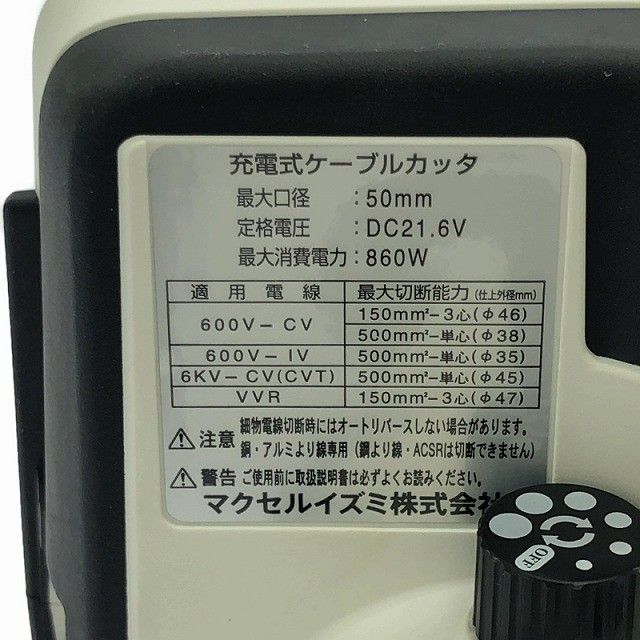 充電式ケーブルカッタ
最大口径 :50mm
定格電圧 :DC21.6V
最大消費電力:860W
適用電線 最大切断能力(仕上外径mm)
600V-CV 150mm²-3心(φ46)
500mm²-単心(φ38)
600V-IV 500mm²-単心(φ35)
6KV-CV(CVT) 500mm²-単心(φ45)
VVR 150mm²-3心(φ47)
注意 細物電線切断時にはオートリバースしない場合があります。
銅・アルミより線専用(鋼より線・ACSRは切断できません)
警告 ご使用前に取扱説明書は必ずよくお読みください。
マクセルイズミ株式会社
OFF